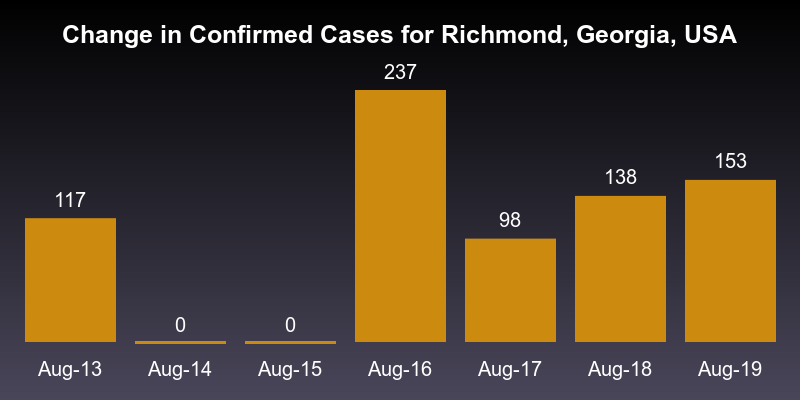 Change in Confirmed Cases for Richmond, Georgia, USA
237
153
138
117
98
0
0
Aug-13
Aug-14
Aug-15
Aug-16
Aug-17
Aug-18
Aug-19